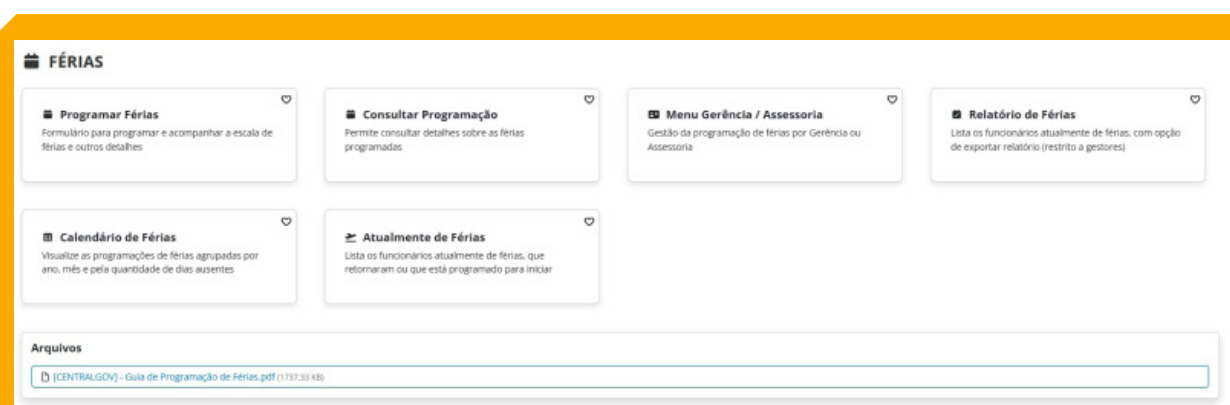 FÉRIAS
Programar Férias
Formulário para programar e acompanhar a escala de
férias e outros detalhes
Consultar Programação
Permite consultar detalhes sobre as férias
programadas
Menu Gerência / Assessoria
Gestão da programação de férias por Gerência ou
Assessoria
Relatório de Férias
Lista os funcionários atualmente de férias, com opção
de exportar relatório (restrito a gestores)
Calendário de Férias
Visualize as programações de férias agrupadas por
ano, mês e pela quantidade de dias ausentes
Atualmente de Férias
Lista os funcionários atualmente de férias, que
retornaram ou que está programado para iniciar
Arquivos
[CENTRALGOV] - Guia de Programação de Férias.pdf (1737.33 KB)